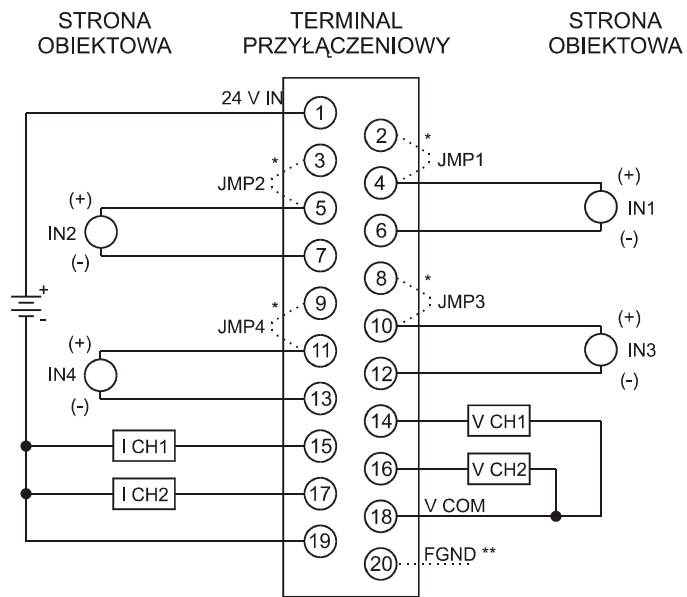 STRONA
OBIEKTOWA
TERMINAL
PRZYŁĄCZENIOWY
STRONA
OBIEKTOWA
24 V IN
1
2
*
3
*
JMP1
JMP2
4
(+)
5
(+)
IN1
IN2
6
(-)
7
(-)
8
*
9
*
JMP3
+
JMP4
10
(+)
-
11
(+)
IN3
IN4
12
(-)
13
(-)
14
V CH1
15
I CH1
16
V CH2
17
I CH2
18
V COM
19
20
FGND **